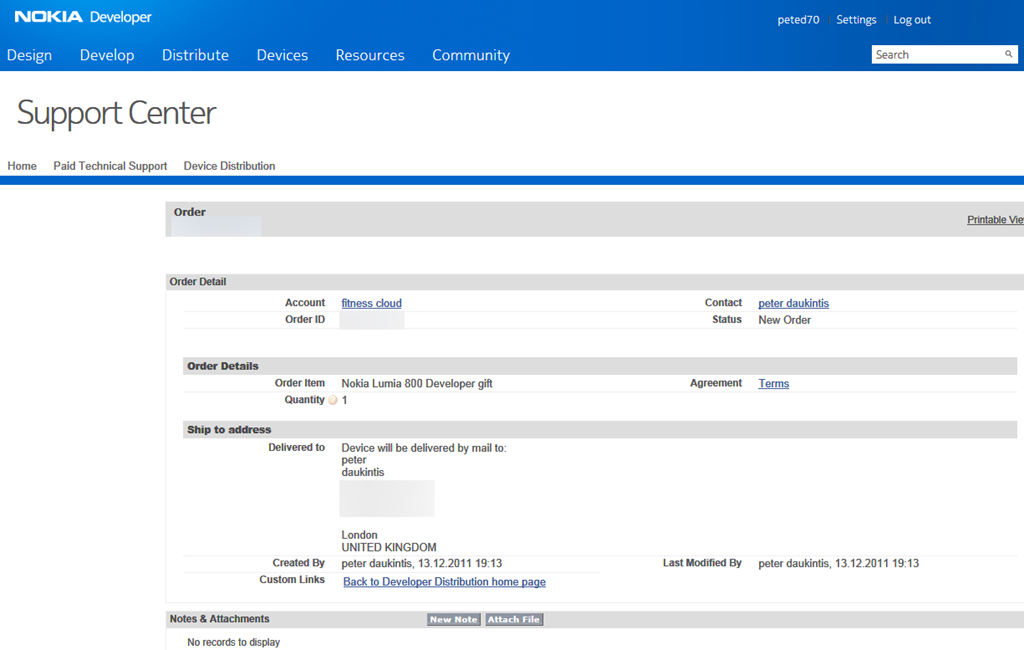 NOKIA Developer
peted70 Settings Log out
Design Develop Distribute Devices Resources Community
Search
Support Center
Home Paid Technical Support Device Distribution
Order
Printable Vie
Order Detail
Account fitness cloud Contact peter daukintis
Order ID Status New Order
Order Details
Order Item Nokia Lumia 800 Developer gift Agreement Terms
Quantity 1
Ship to address
Delivered to Device will be delivered by mail to:
peter
daukintis
London
UNITED KINGDOM
Created By peter daukintis, 13.12.2011 19:13 Last Modified By peter daukintis, 13.12.2011 19:13
Custom Links Back to Developer Distribution home page
Notes & Attachments New Note Attach File
No records to display